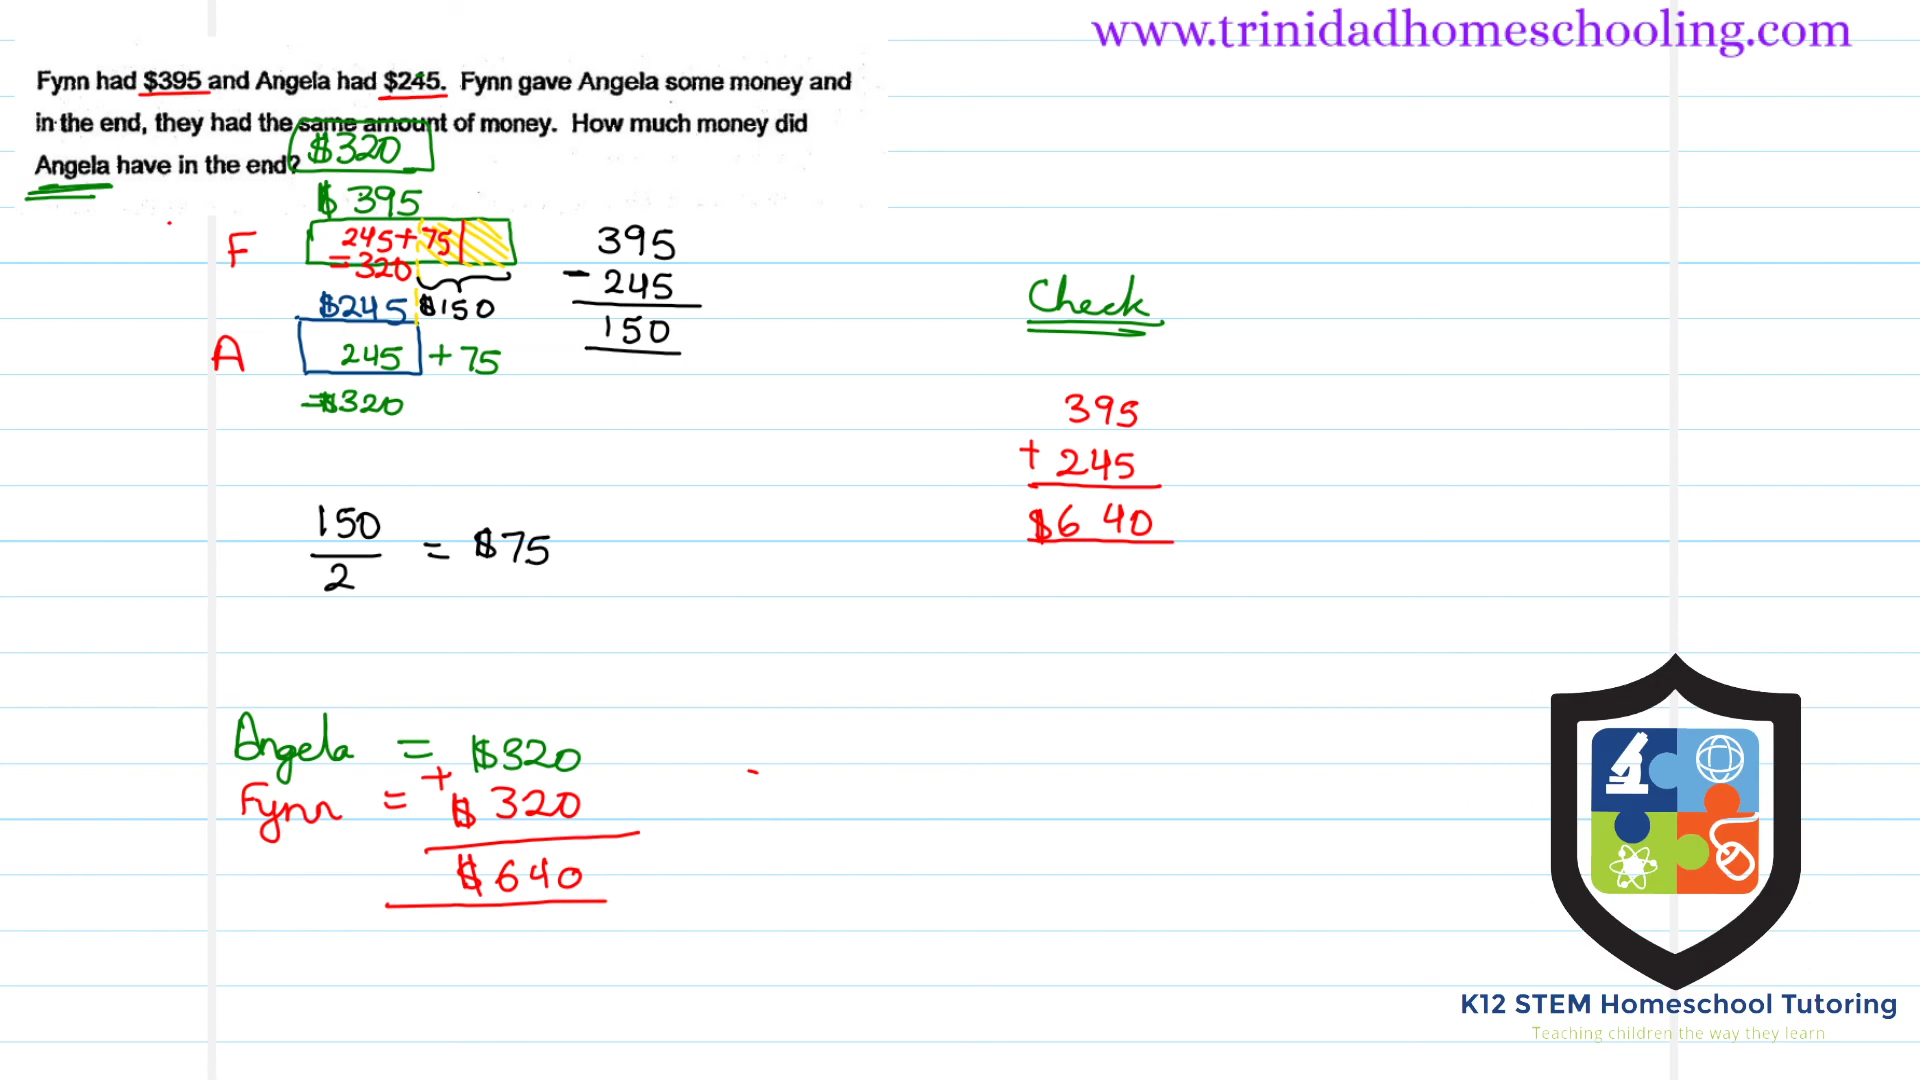 www.trinidadhomeschooling.com
Fynn had $395 and Angela had $245. Fynn gave Angela some money and
in the end, they had the same amount of money. How much money did
Angela have in the end?
$320
$395
F 245+75
=320
$245 $150
A 245 + 75
=$320
395
- 245
150
Check
395
+ 245
$640
150
2
= $75
Angela = $320
Fynn = + $320
$640
K12 STEM Homeschool Tutoring
Teaching children the way they learn